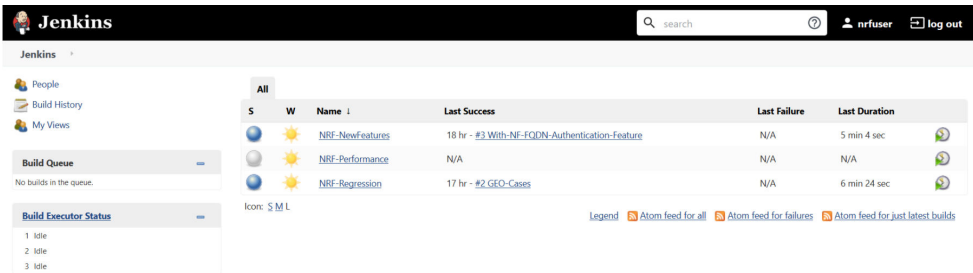 Jenkins
search
nrfuser
log out
Jenkins
People
Build History
My Views
Build Queue
No builds in the queue.
Build Executor Status
1 Idle
2 Idle
3 Idle
All
S W Name ↓ Last Success Last Failure Last Duration
NRF-NewFeatures 18 hr - #3 With-NF-FQDN-Authentication-Feature N/A 5 min 4 sec
NRF-Performance N/A N/A N/A
NRF-Regression 17 hr - #2 GEO-Cases N/A 6 min 24 sec
Icon: S M L
Legend Atom feed for all Atom feed for failures Atom feed for just latest builds